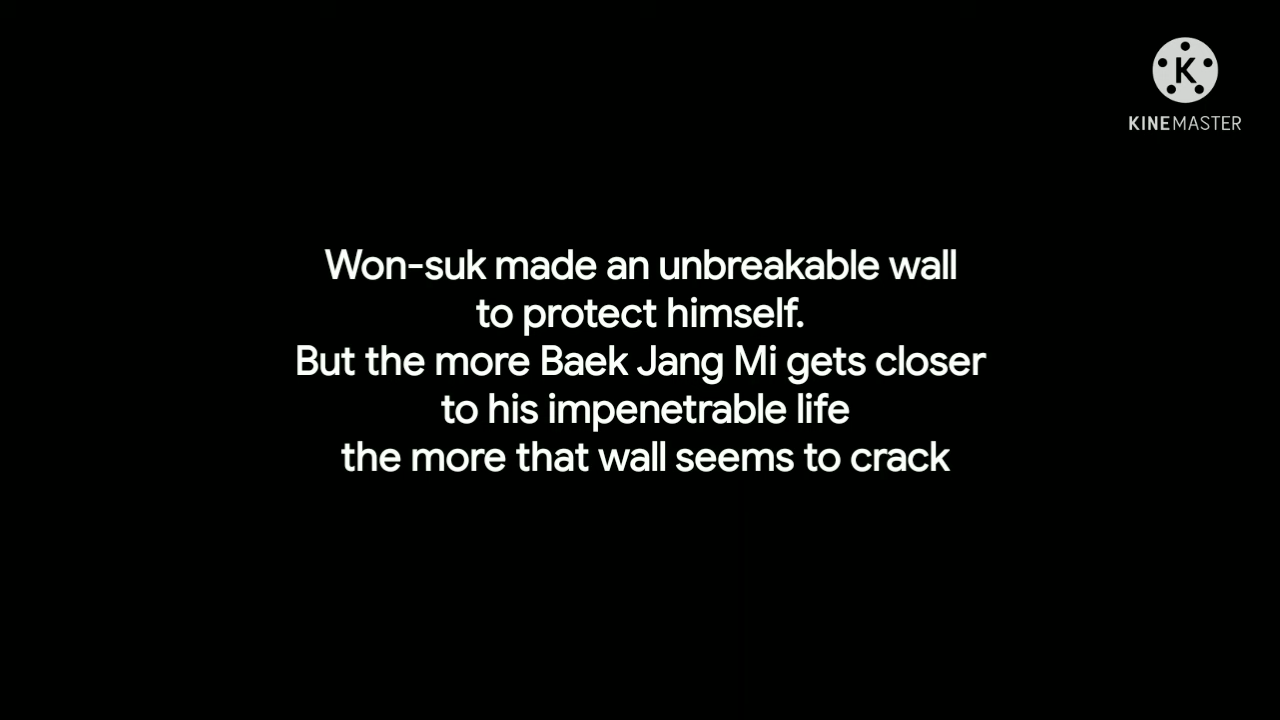 K
KINEMASTER
Won-suk made an unbreakable wall
to protect himself.
But the more Baek Jang Mi gets closer
to his impenetrable life
the more that wall seems to crack